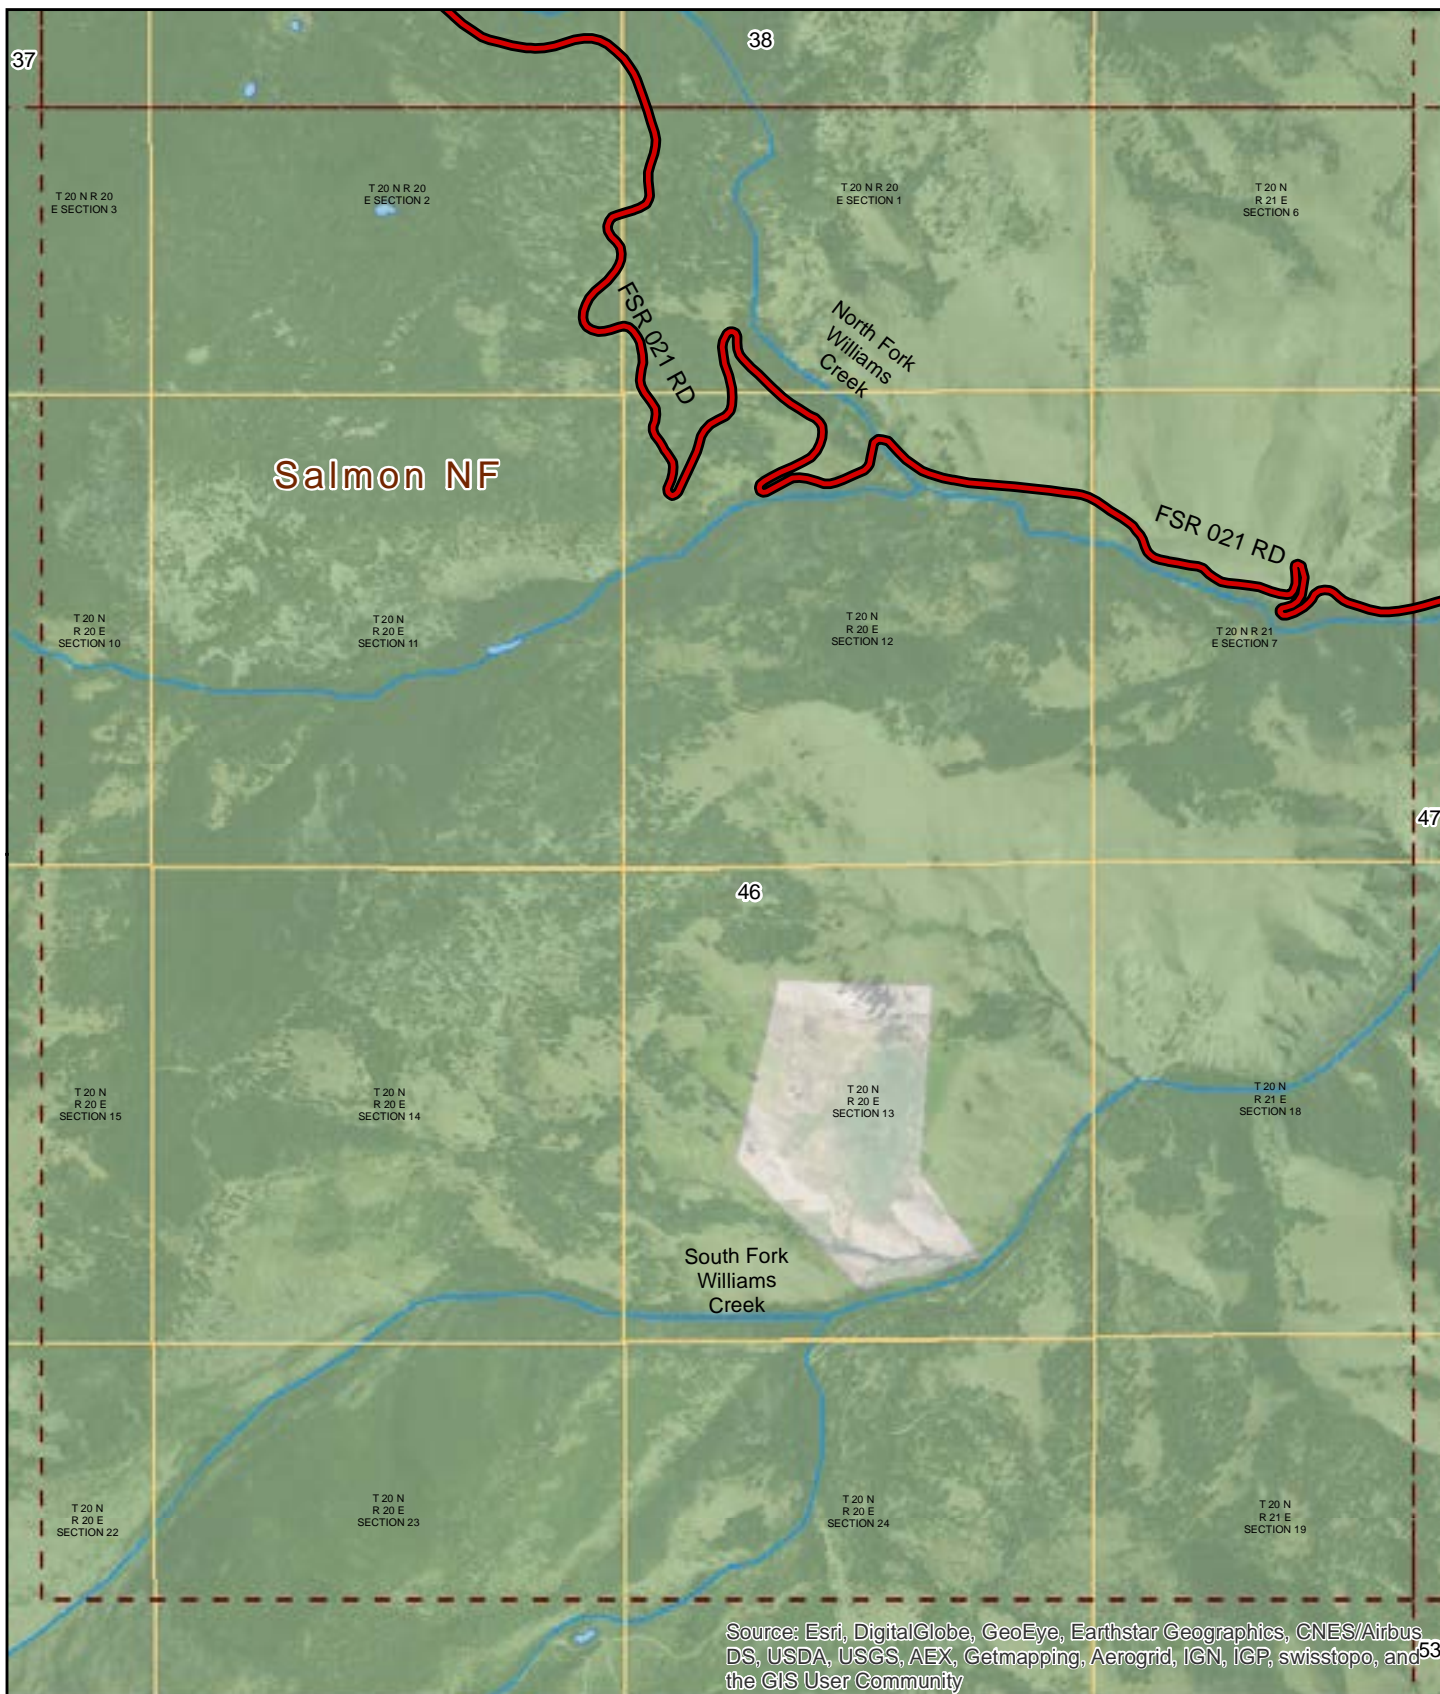 38
37
T 20 N R 20
E SECTION 3
T 20 N R 20
E SECTION 2
T 20 N R 20
E SECTION 1
T 20 N
R 21 E
SECTION 6
FSR 021 RD
North Fork
Williams
Creek
Salmon NF
FSR 021 RD
T 20 N
R 20 E
SECTION 10
T 20 N
R 20 E
SECTION 11
T 20 N
R 20 E
SECTION 12
T 20 N R 21
E SECTION 7
47
46
T 20 N
R 20 E
SECTION 15
T 20 N
R 20 E
SECTION 14
T 20 N
R 20 E
SECTION 13
T 20 N
R 21 E
SECTION 18
South Fork
Williams
Creek
T 20 N
R 20 E
SECTION 22
T 20 N
R 20 E
SECTION 23
T 20 N
R 20 E
SECTION 24
T 20 N
R 21 E
SECTION 19
Source: Esri, DigitalGlobe, GeoEye, Earthstar Geographics, CNES/Airbus
DS, USDA, USGS, AEX, Getmapping, Aerogrid, IGN, IGP, swisstopo, and
the GIS User Community
53